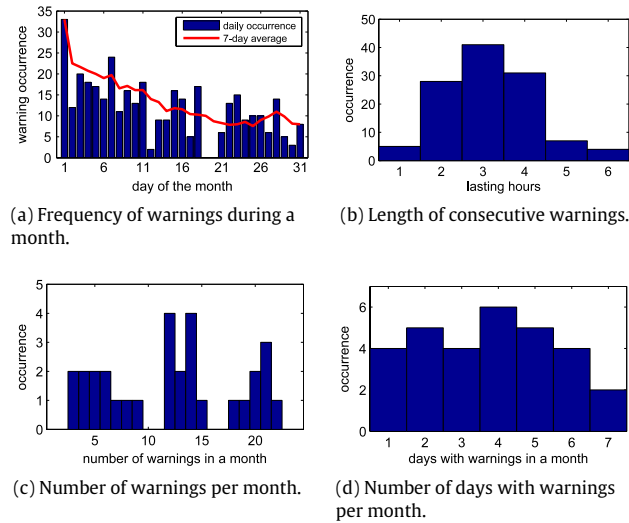 35
30
25
20
15
10
5
0
warning occurrence
daily occurrence
7-day average
1 6 11 16 21 26 31
day of the month
(a) Frequency of warnings during a
month.
50
40
30
20
10
0
occurrence
1 2 3 4 5 6
lasting hours
(b) Length of consecutive warnings.
5
4
3
2
1
0
occurrence
5 10 15 20
number of warnings in a month
(c) Number of warnings per month.
6
4
2
0
occurrence
1 2 3 4 5 6 7
days with warnings in a month
(d) Number of days with warnings
per month.